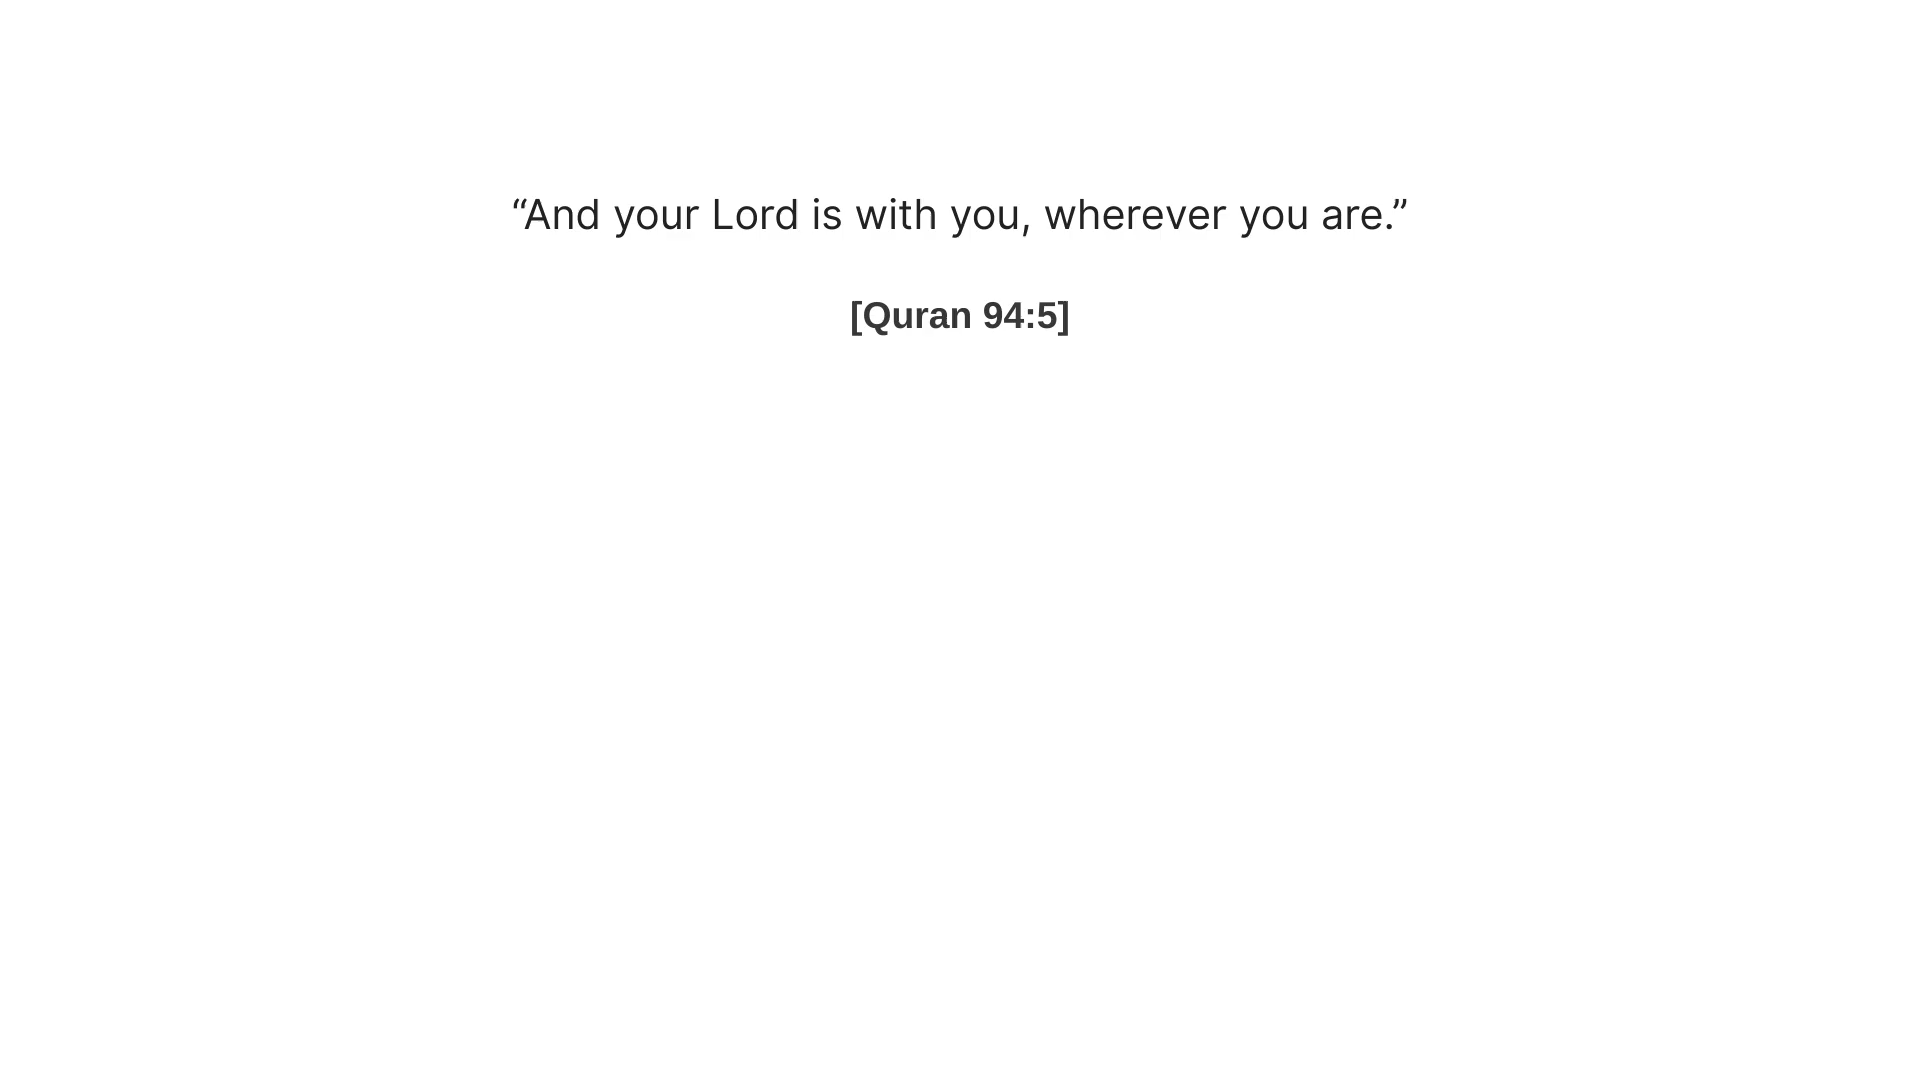 “And your Lord is with you, wherever you are.”
[Quran 94:5]